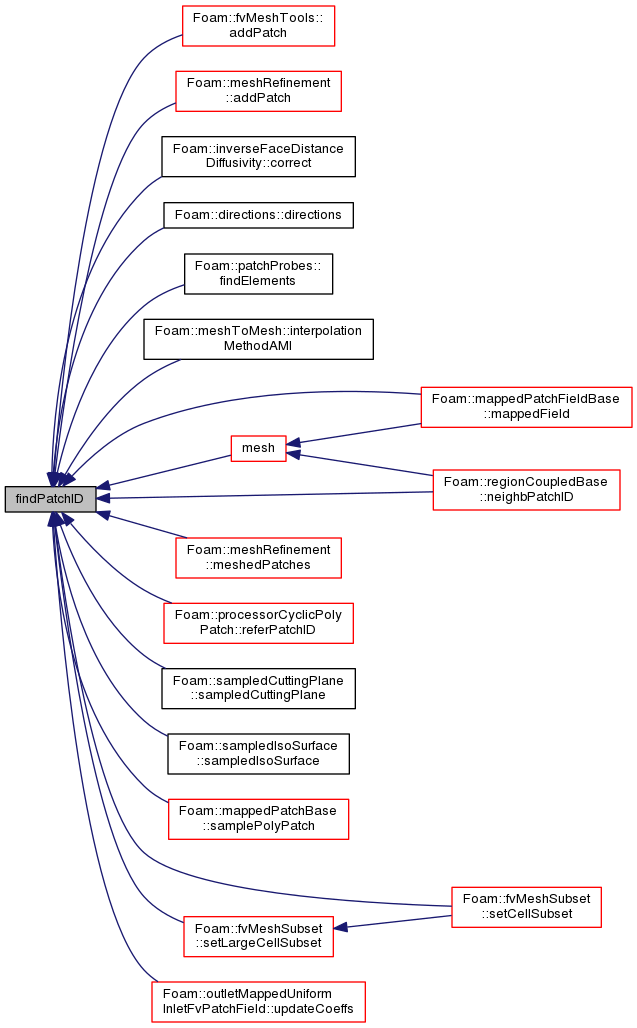 Foam::fvMeshTools::
addPatch
Foam::meshRefinement
::addPatch
Foam::inverseFaceDistance
Diffusivity::correct
Foam::directions::directions
Foam::patchProbes::
findElements
Foam::meshToMesh::interpolation
MethodAMI
Foam::mappedPatchFieldBase
::mappedField
mesh
Foam::regionCoupledBase
::neighbPatchID
findPatchID
Foam::meshRefinement
::meshedPatches
Foam::processorCyclicPoly
Patch::referPatchID
Foam::sampledCuttingPlane
::sampledCuttingPlane
Foam::sampledIsoSurface
::sampledIsoSurface
Foam::mappedPatchBase
::samplePolyPatch
Foam::fvMeshSubset
::setCellSubset
Foam::fvMeshSubset
::setLargeCellSubset
Foam::outletMappedUniform
InletFvPatchField::updateCoeffs